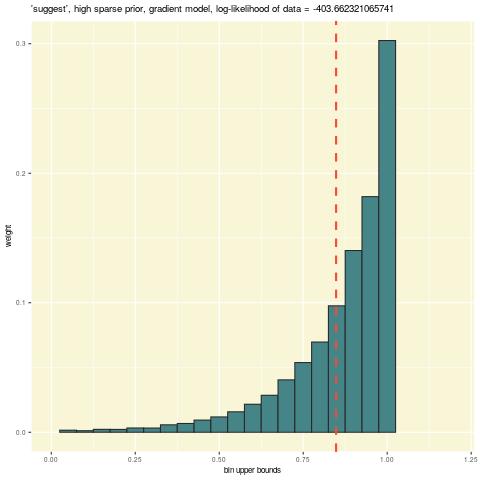 'suggest', high sparse prior, gradient model, log-likelihood of data = -403.662321065741
0.3
0.2
weight
0.1
0.0
0.00 0.25 0.50 0.75 1.00 1.25
bin upper bounds